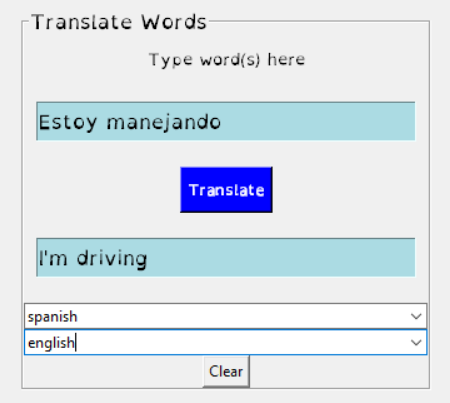 Translate Words
Type word(s) here
Estoy manejando
Translate
I'm driving
spanish
english
Clear